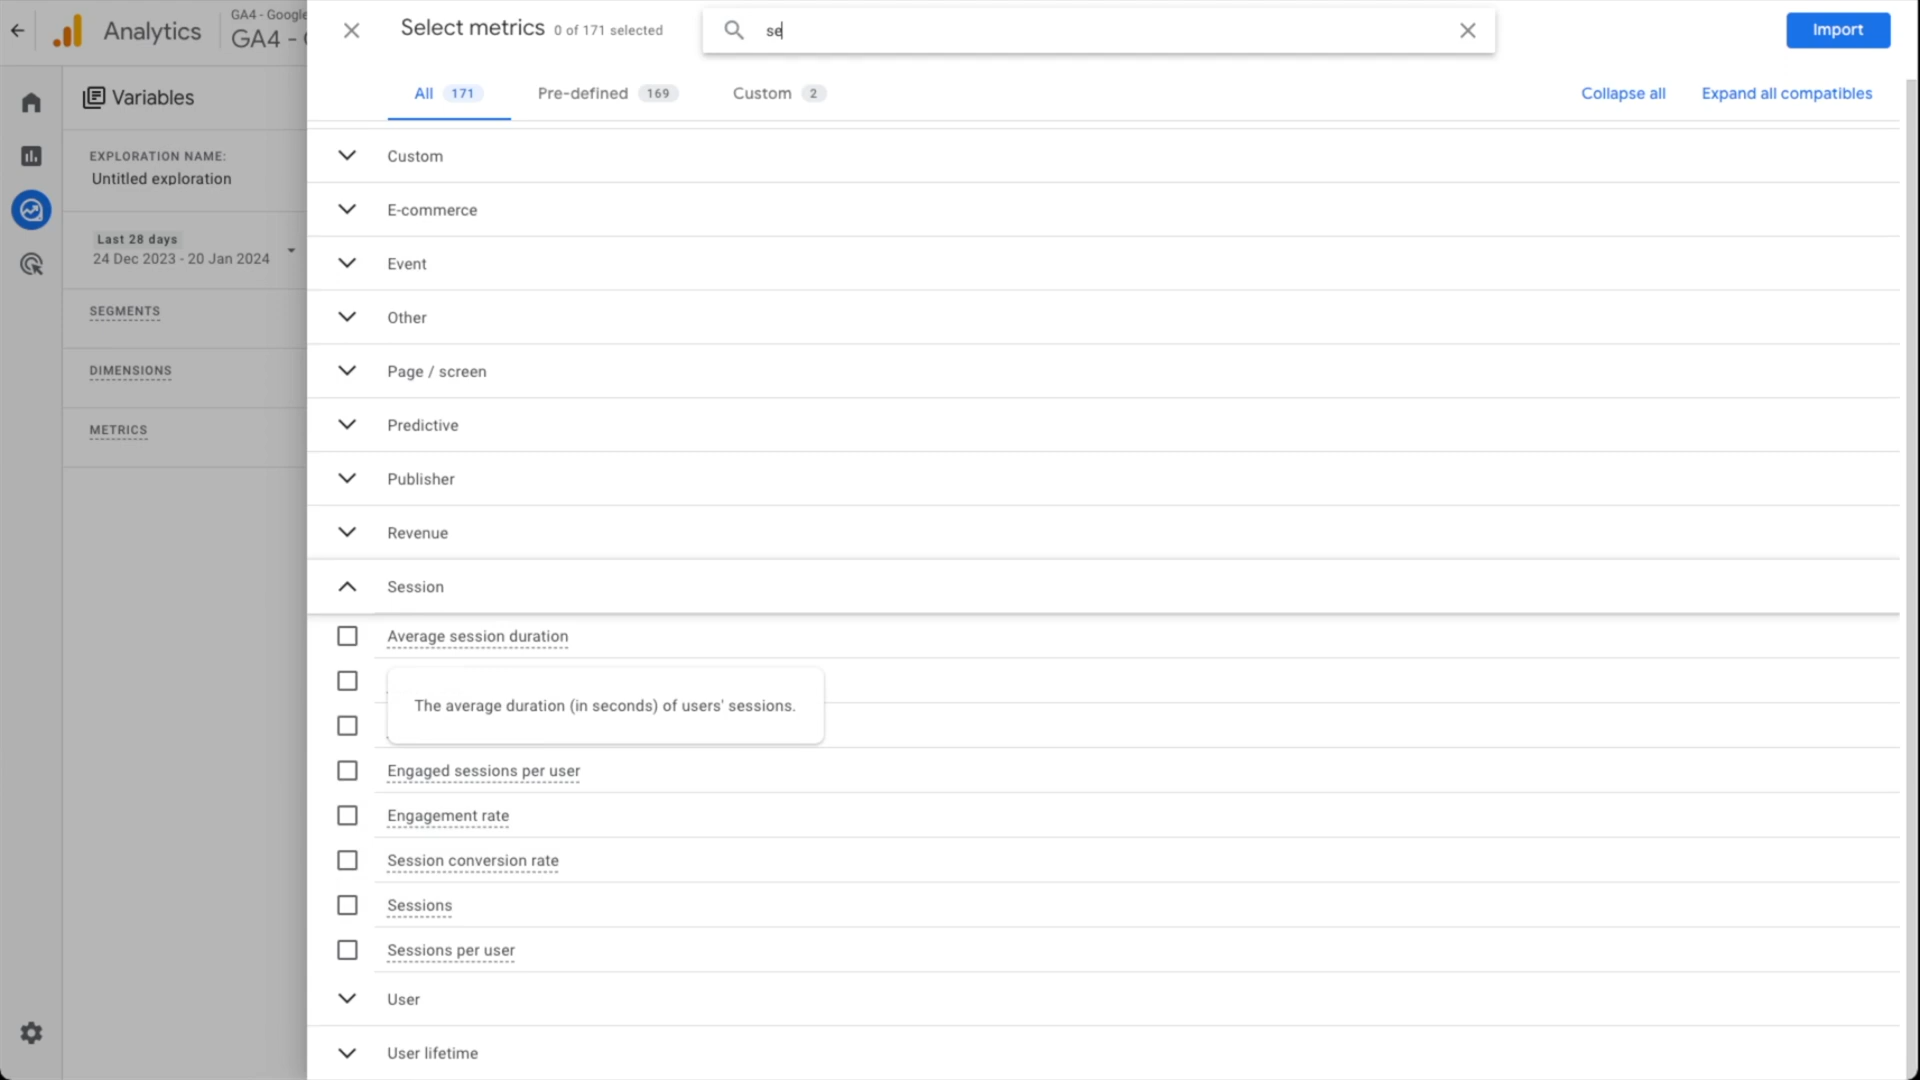 GA4 - Google
Analytics
GA4 -
Select metrics
0 of 171 selected
se
Import
All 171
Pre-defined 169
Custom 2
Collapse all
Expand all compatibles
Variables
EXPLORATION NAME:
Untitled exploration
Last 28 days
24 Dec 2023 - 20 Jan 2024
SEGMENTS
DIMENSIONS
METRICS
Custom
E-commerce
Event
Other
Page / screen
Predictive
Publisher
Revenue
Session
Average session duration
The average duration (in seconds) of users' sessions.
Engaged sessions per user
Engagement rate
Session conversion rate
Sessions
Sessions per user
User
User lifetime